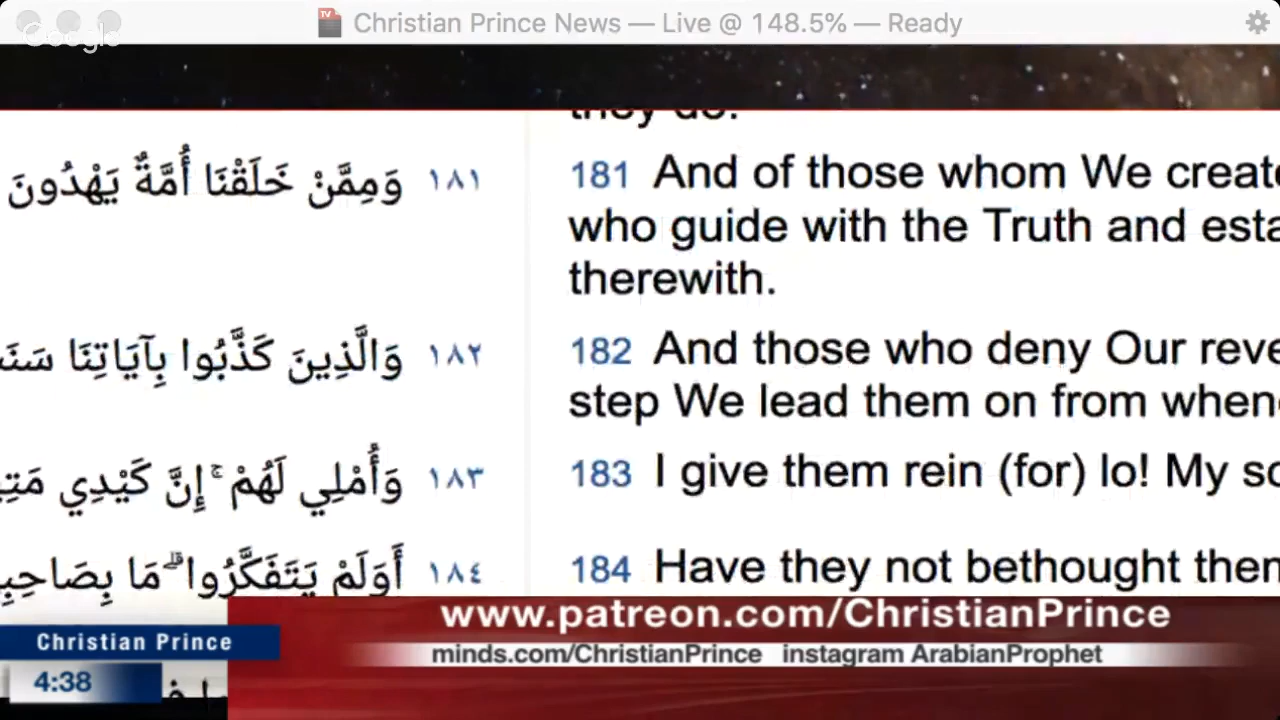 Christian Prince News — Live @ 148.5% — Ready
Google
they do.
١٨١ وَمِمَّنْ خَلَقْنَا أُمَّةٌ يَهْدُونَ
181 And of those whom We create
who guide with the Truth and esta
therewith.
١٨٢ وَالَّذِينَ كَذَّبُوا بِآيَاتِنَا سَنَ
182 And those who deny Our reve
step We lead them on from when
١٨٣ وَأُمْلِي لَهُمْ ۚ إِنَّ كَيْدِي مَتِي
183 I give them rein (for) lo! My sc
١٨٤ أَوَلَمْ يَتَفَكَّرُوا ۗ مَا بِصَاحِبِ
184 Have they not bethought them
www.patreon.com/ChristianPrince
Christian Prince
minds.com/ChristianPrince instagram ArabianProphet
4:38